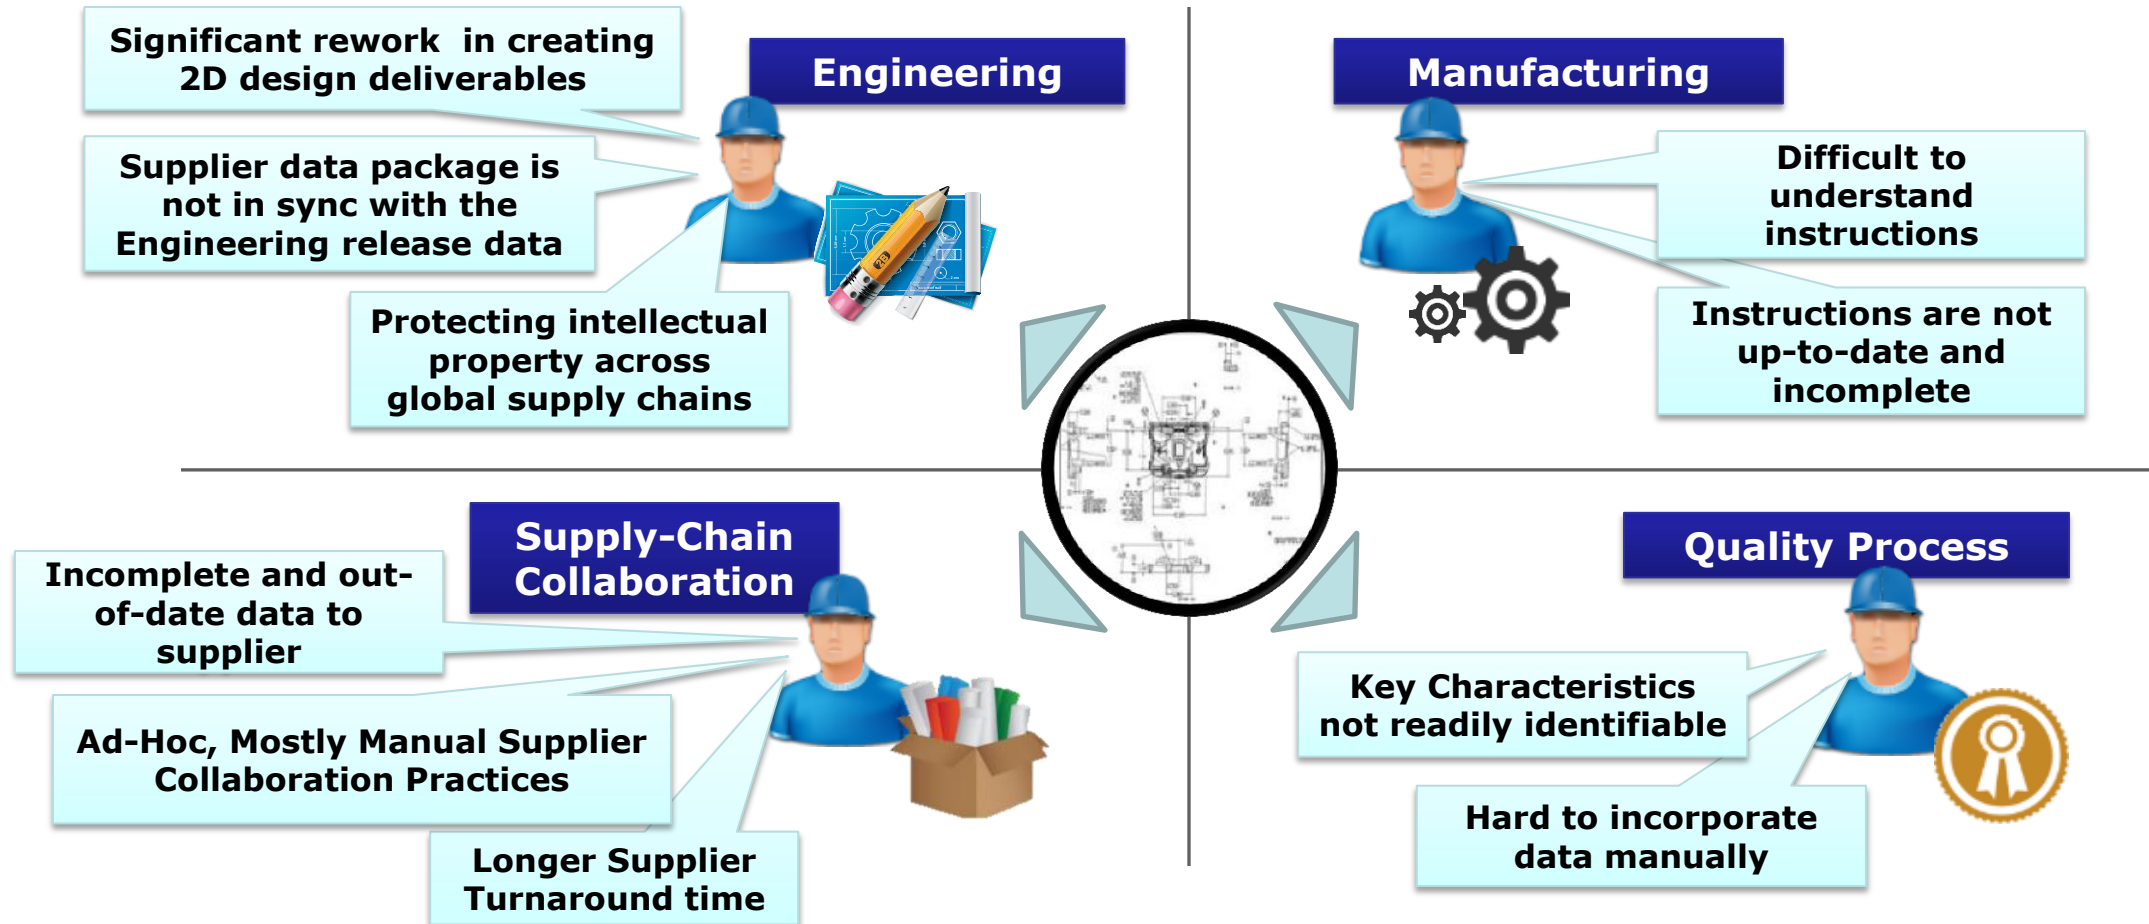 Significant rework in creating
2D design deliverables
Engineering
Supplier data package is
not in sync with the
Engineering release data
Protecting intellectual
property across
global supply chains
2B
Manufacturing
Difficult to
understand
instructions
Instructions are not
up-to-date and
incomplete
Supply-Chain
Collaboration
Incomplete and out-
of-date data to
supplier
Ad-Hoc, Mostly Manual Supplier
Collaboration Practices
Longer Supplier
Turnaround time
Quality Process
Key Characteristics
not readily identifiable
Hard to incorporate
data manually